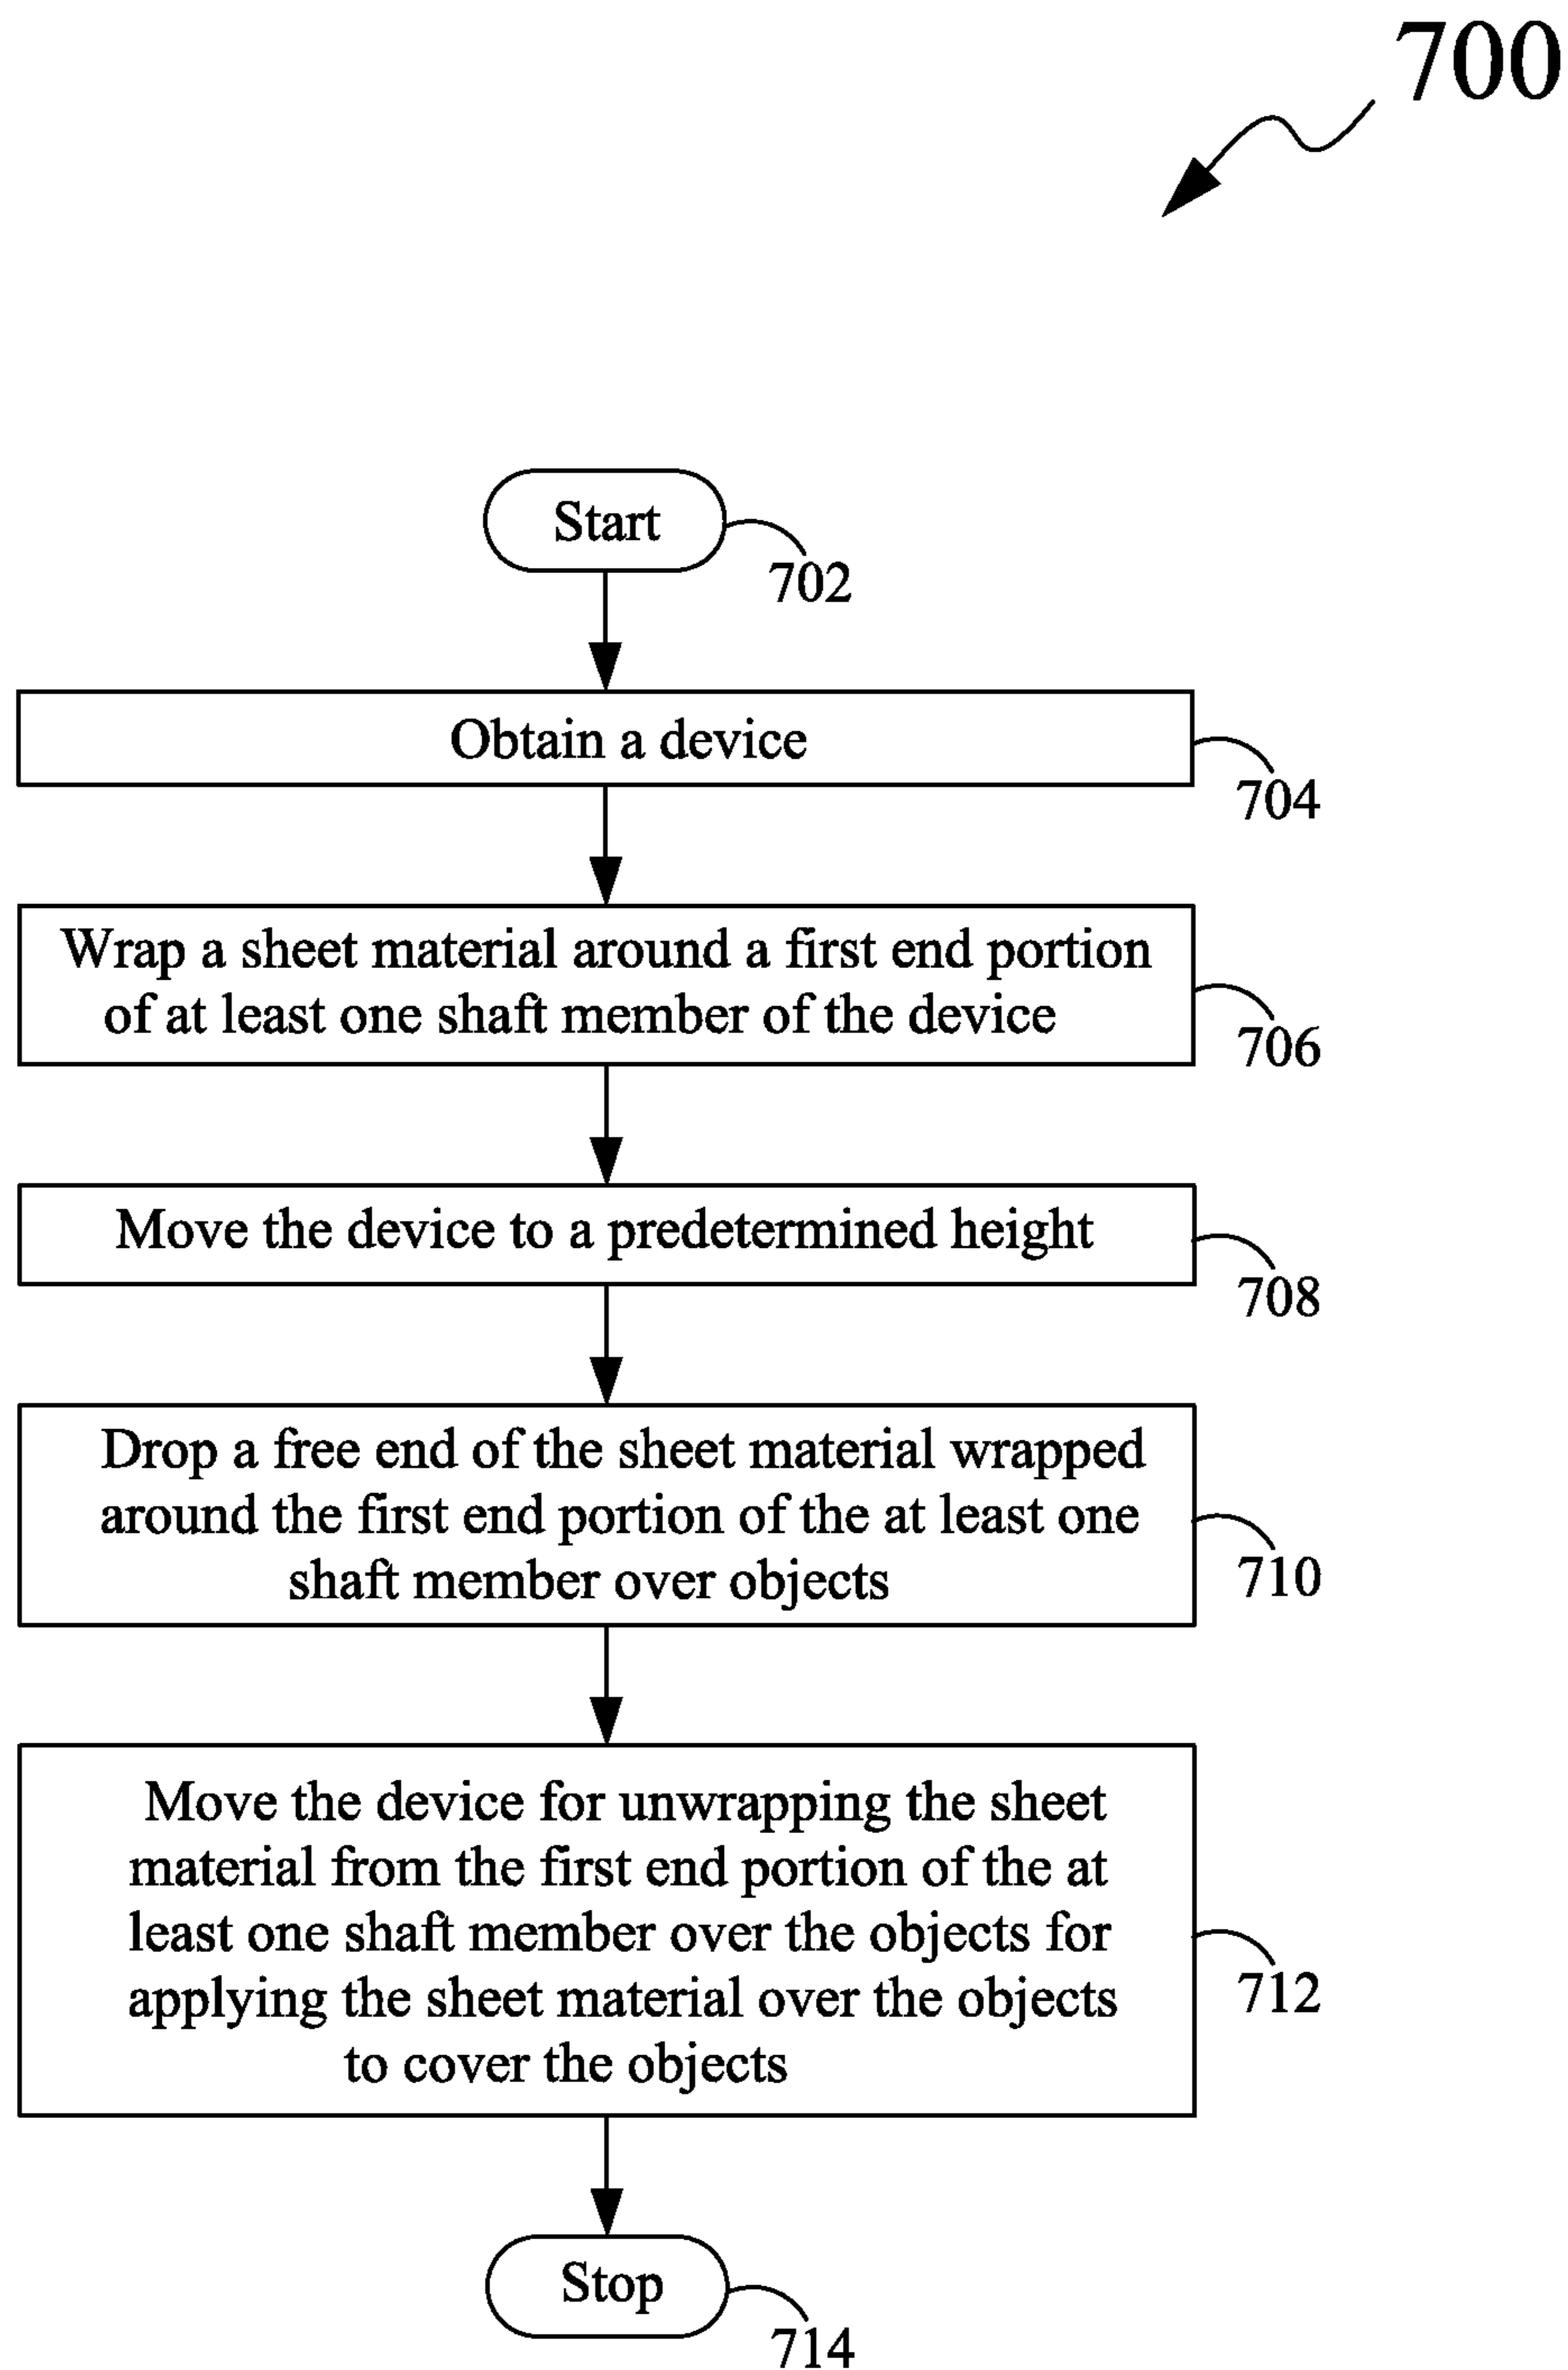 700
Start
702
Obtain a device
704
Wrap a sheet material around a first end portion
of at least one shaft member of the device
706
Move the device to a predetermined height
708
Drop a free end of the sheet material wrapped
around the first end portion of the at least one
shaft member over objects
710
Move the device for unwrapping the sheet
material from the first end portion of the at
least one shaft member over the objects for
applying the sheet material over the objects
to cover the objects
712
Stop
714